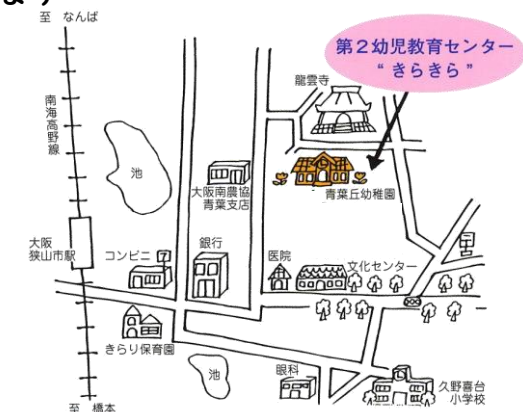 至 なんば
第2幼児教育センター
“きらきら”
龍雲寺
南海高野線
池
大阪南農協
青葉支店
青葉丘幼稚園
大阪
狭山市駅
コンビニ
7
銀行
医院
文化センター
きらり保育園
池
眼科
久野喜台
小学校
至 橋本